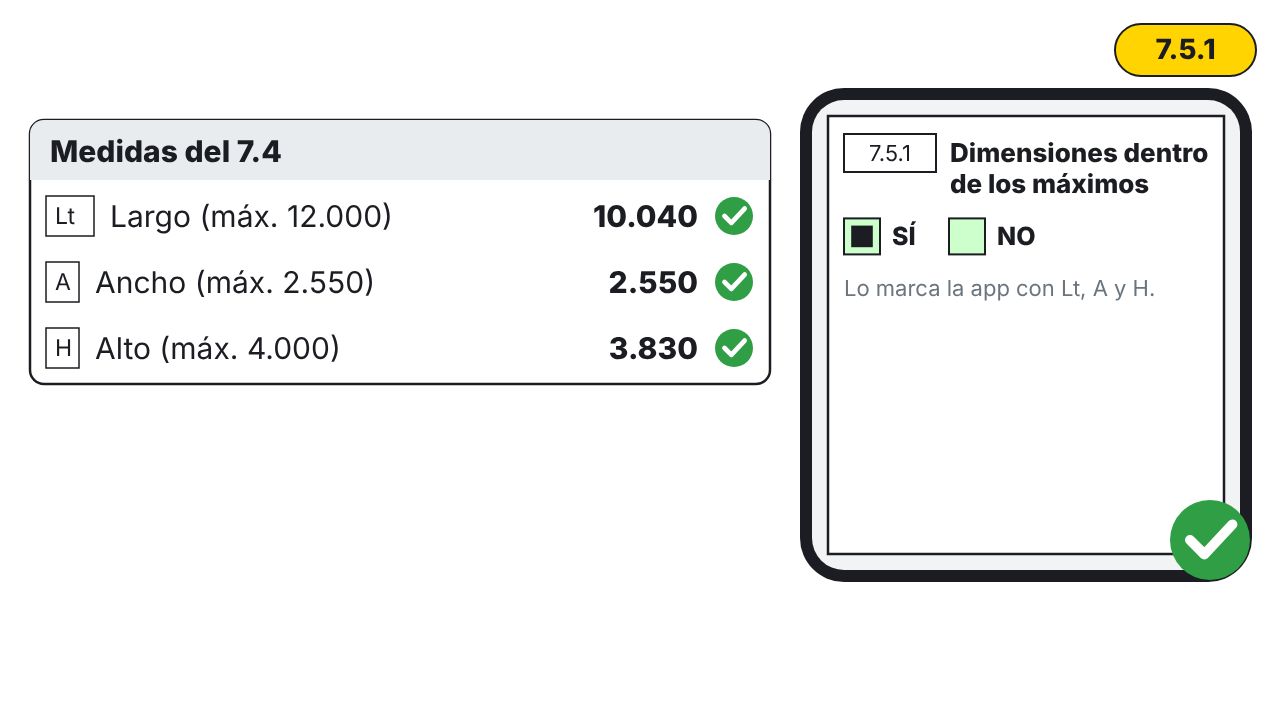 7.5.1
Medidas del 7.4
Lt Largo (máx. 12.000) 10.040
A Ancho (máx. 2.550) 2.550
H Alto (máx. 4.000) 3.830
7.5.1 Dimensiones dentro
de los máximos
SÍ NO
Lo marca la app con Lt, A y H.